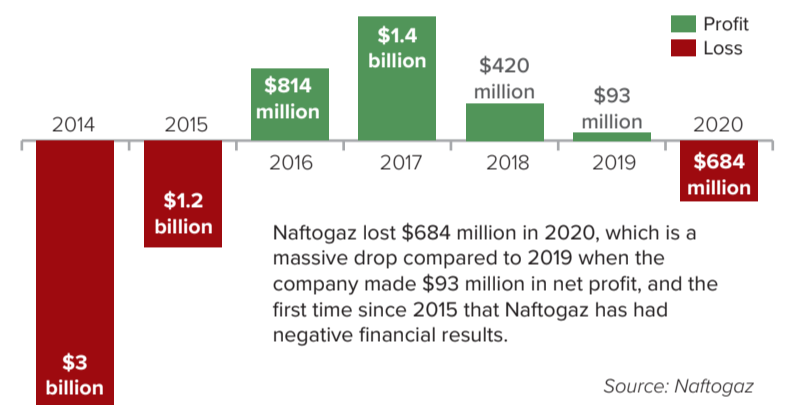 Profit
Loss
$1.4
billion
$814
million
$420
million
$93
million
2014
2015
2020
2016
2017
2018
2019
$684
million
$1.2
billion
$3
billion
Naftogaz lost $684 million in 2020, which is a
massive drop compared to 2019 when the
company made $93 million in net profit, and the
first time since 2015 that Naftogaz has had
negative financial results.
Source: Naftogaz